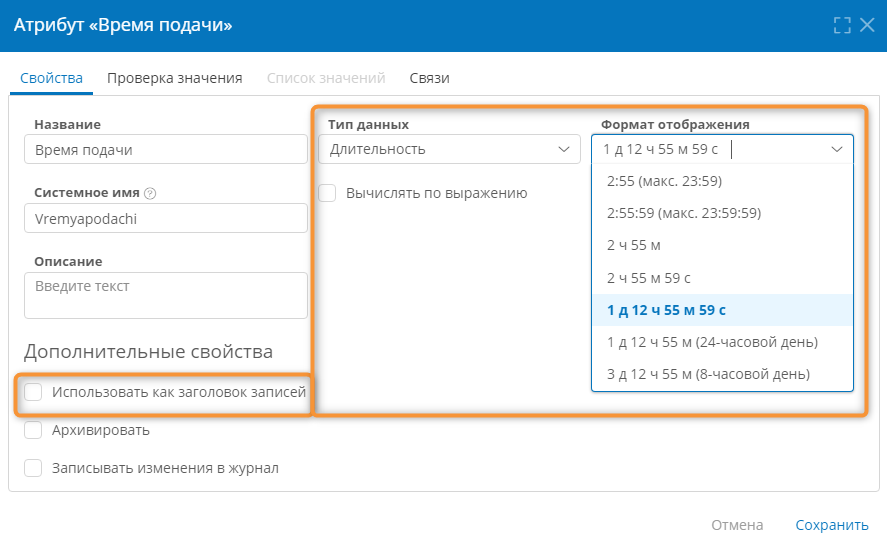 Атрибут «Время подачи»
Свойства Проверка значения Список значений Связи
Название Тип данных Формат отображения
Время подачи Длительность 1 д 12 ч 55 м 59 с
2:55 (макс. 23:59)
Системное имя ? Вычислять по выражению
Vremyapodachi 2:55:59 (макс. 23:59:59)
2 ч 55 м
Описание 2 ч 55 м 59 с
Введите текст
1 д 12 ч 55 м 59 с
Дополнительные свойства 1 д 12 ч 55 м (24-часовой день)
3 д 12 ч 55 м (8-часовой день)
Использовать как заголовок записей
Архивировать
Записывать изменения в журнал
Отмена Сохранить